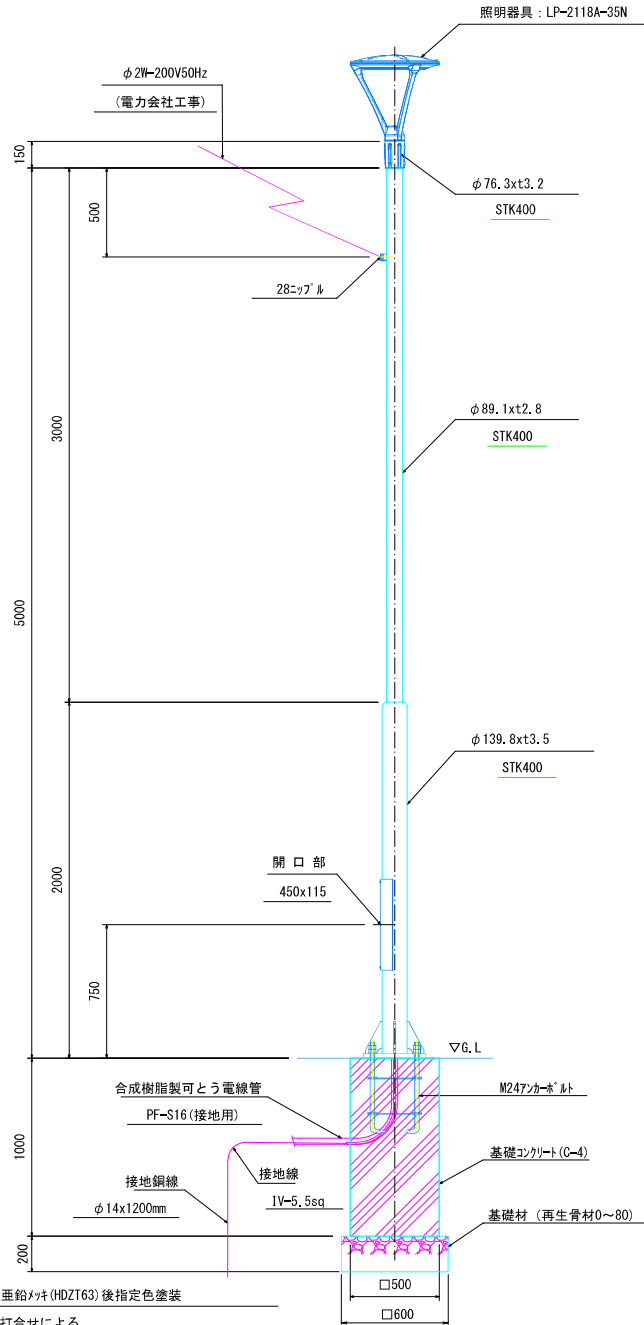 照明器具：LP-2118A-35N
φ2W-200V50Hz
(電力会社工事)
150
φ76.3xt3.2
STK400
500
28ﾆｯﾌﾟﾙ
3000
φ89.1xt2.8
STK400
5000
φ139.8xt3.5
STK400
開 口 部
450x115
2000
750
▽G.L
合成樹脂製可とう電線管
PF-S16(接地用)
M24ｱﾝｶｰﾎﾞﾙﾄ
1000
基礎ｺﾝｸﾘｰﾄ(C-4)
接地銅線
接地線
φ14x1200mm
IV-5.5sq
基礎材 (再生骨材0～80)
200
□500
亜鉛ﾒｯｷ(HDZT63)後指定色塗装
□600
打合せによる